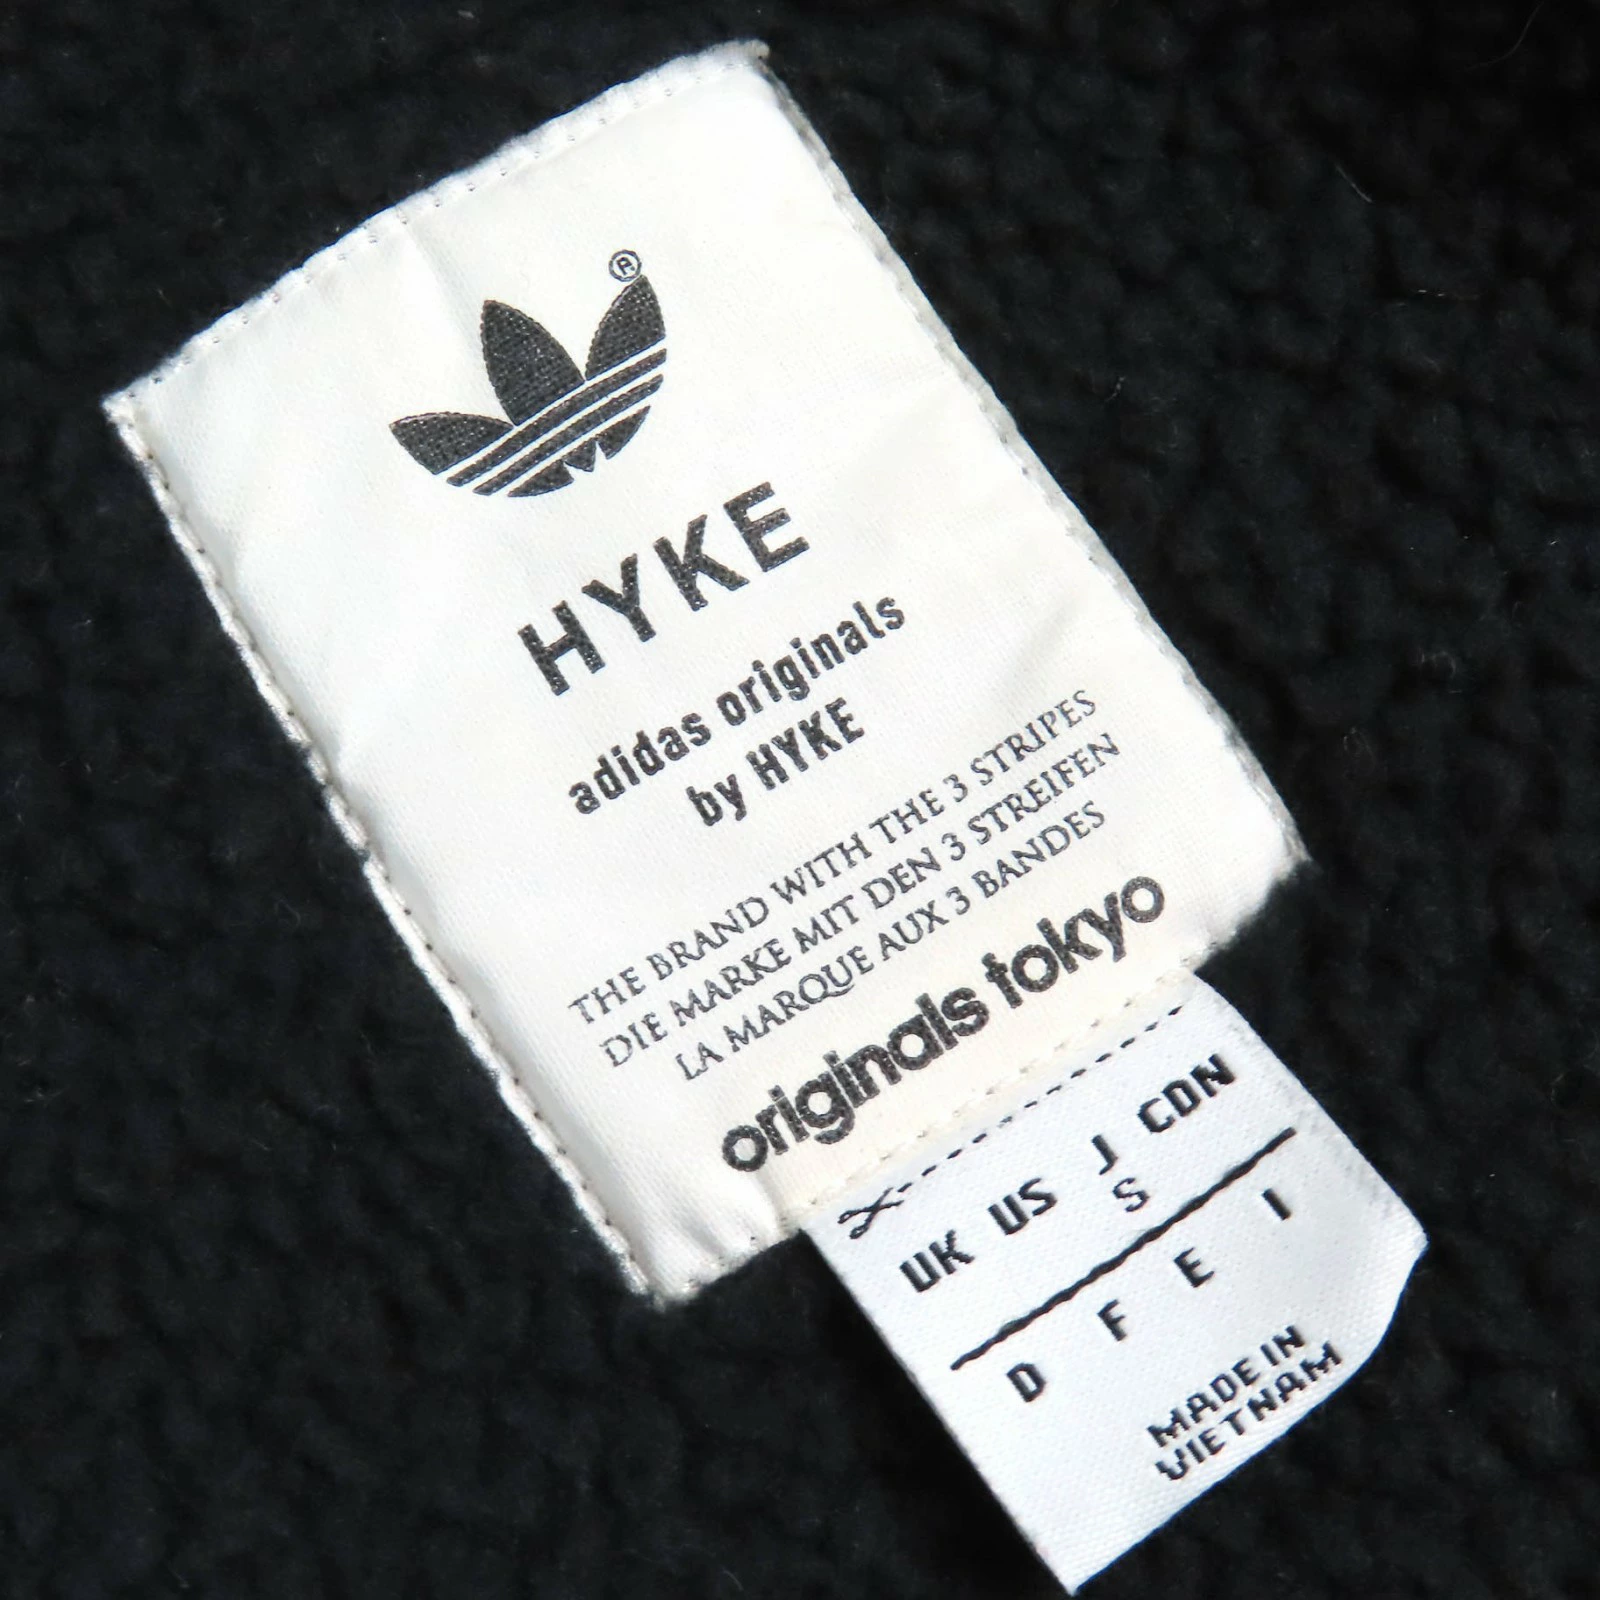 ®
HYKE
adidas originals
by HYKE
THE BRAND WITH THE 3 STRIPES
DIE MARKE MIT DEN 3 STREIFEN
LA MARQUE AUX 3 BANDES
originals tokyo
UK US J CDN
S
D F E I
MADE IN
VIETNAM